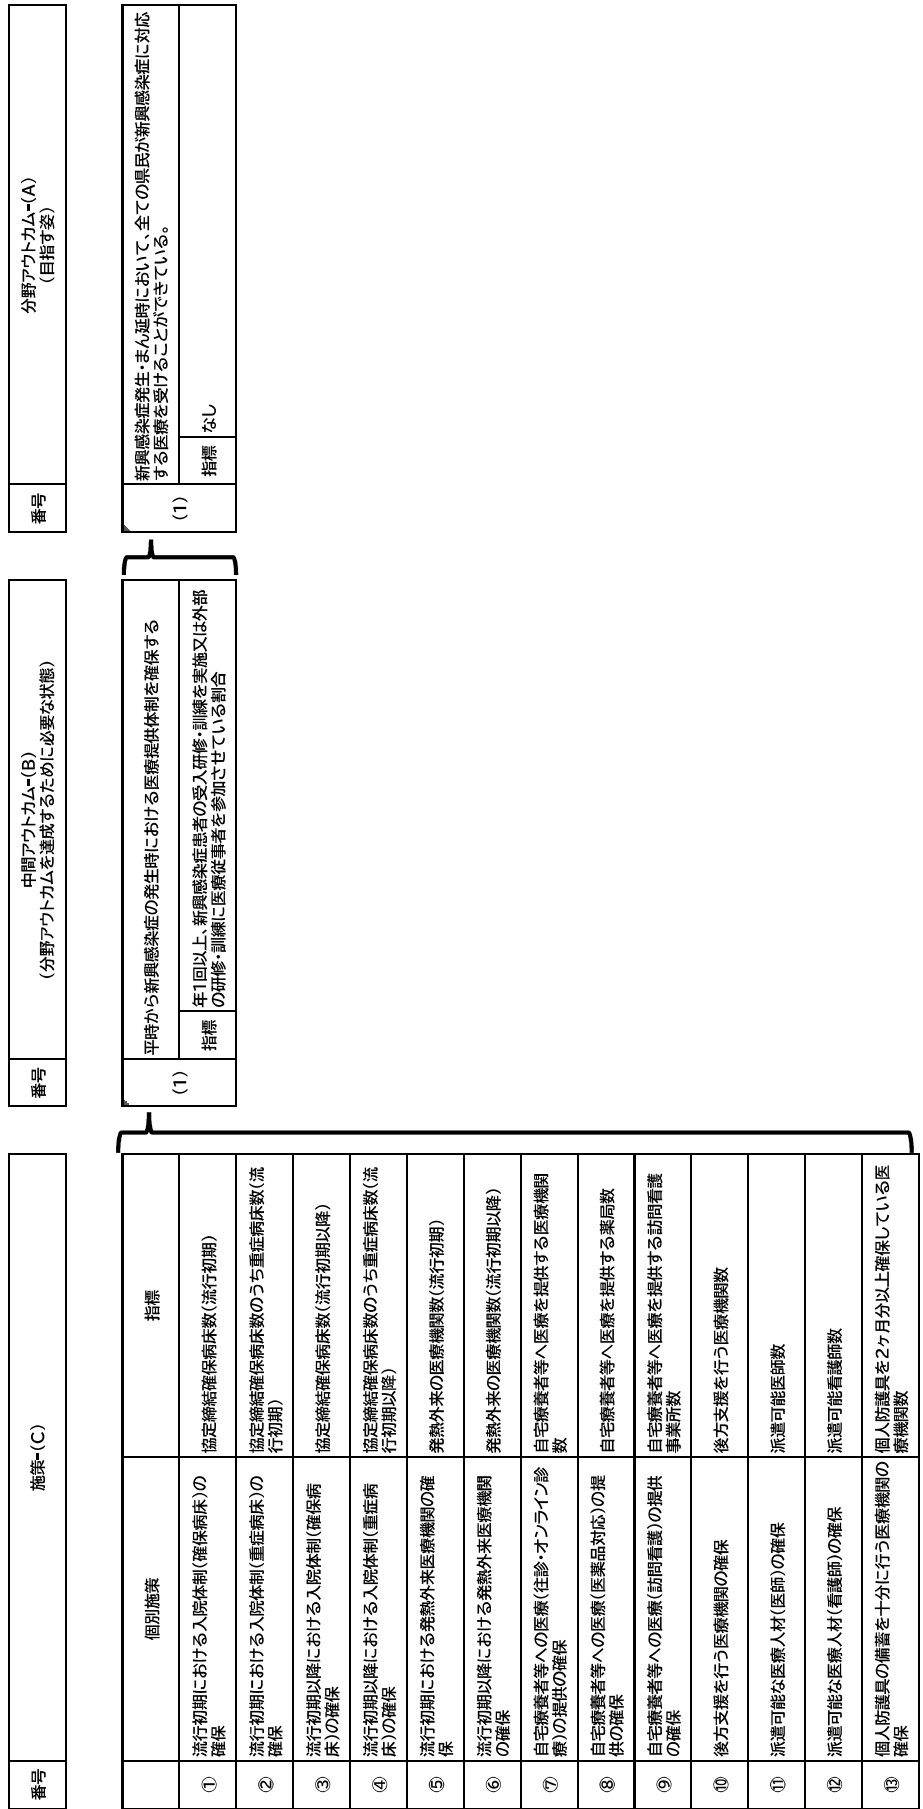 番号
施策-(C)
番号
中間アウトカム-(B)
(分野アウトカムを達成するために必要な状態)
番号
分野アウトカム-(A)
(目指す姿)
個別施策
指標
①
流行初期における入院体制(確保病床)の
確保
協定締結確保病床数(流行初期)
②
流行初期における入院体制(重症病床)の
確保
協定締結確保病床数のうち重症病床数(流
行初期)
③
流行初期以降における入院体制(確保病
床)の確保
協定締結確保病床数(流行初期以降)
④
流行初期以降における入院体制(重症病
床)の確保
協定締結確保病床数のうち重症病床数(流
行初期以降)
⑤
流行初期における発熱外来医療機関の確
保
発熱外来の医療機関数(流行初期)
⑥
流行初期以降における発熱外来医療機関
の確保
発熱外来の医療機関数(流行初期以降)
⑦
自宅療養者等への医療(往診・オンライン診
療)の提供の確保
自宅療養者等へ医療を提供する医療機関
数
⑧
自宅療養者等への医療(医薬品対応)の提
供の確保
自宅療養者等へ医療を提供する薬局数
⑨
自宅療養者等への医療(訪問看護)の提供
の確保
自宅療養者等へ医療を提供する訪問看護
事業所数
⑩
後方支援を行う医療機関の確保
後方支援を行う医療機関数
⑪
派遣可能な医療人材(医師)の確保
派遣可能医師数
⑫
派遣可能な医療人材(看護師)の確保
派遣可能看護師数
⑬
個人防護具の備蓄を十分に行う医療機関の
確保
個人防護具を2ヶ月分以上確保している医
療機関数
(1)
平時から新興感染症の発生時における医療提供体制を確保する
指標
年1回以上、新興感染症患者の受入研修・訓練を実施又は外部
の研修・訓練に医療従事者を参加させている割合
(1)
新興感染症発生・まん延時において、全ての県民が新興感染症に対応
する医療を受けることができている。
指標
なし